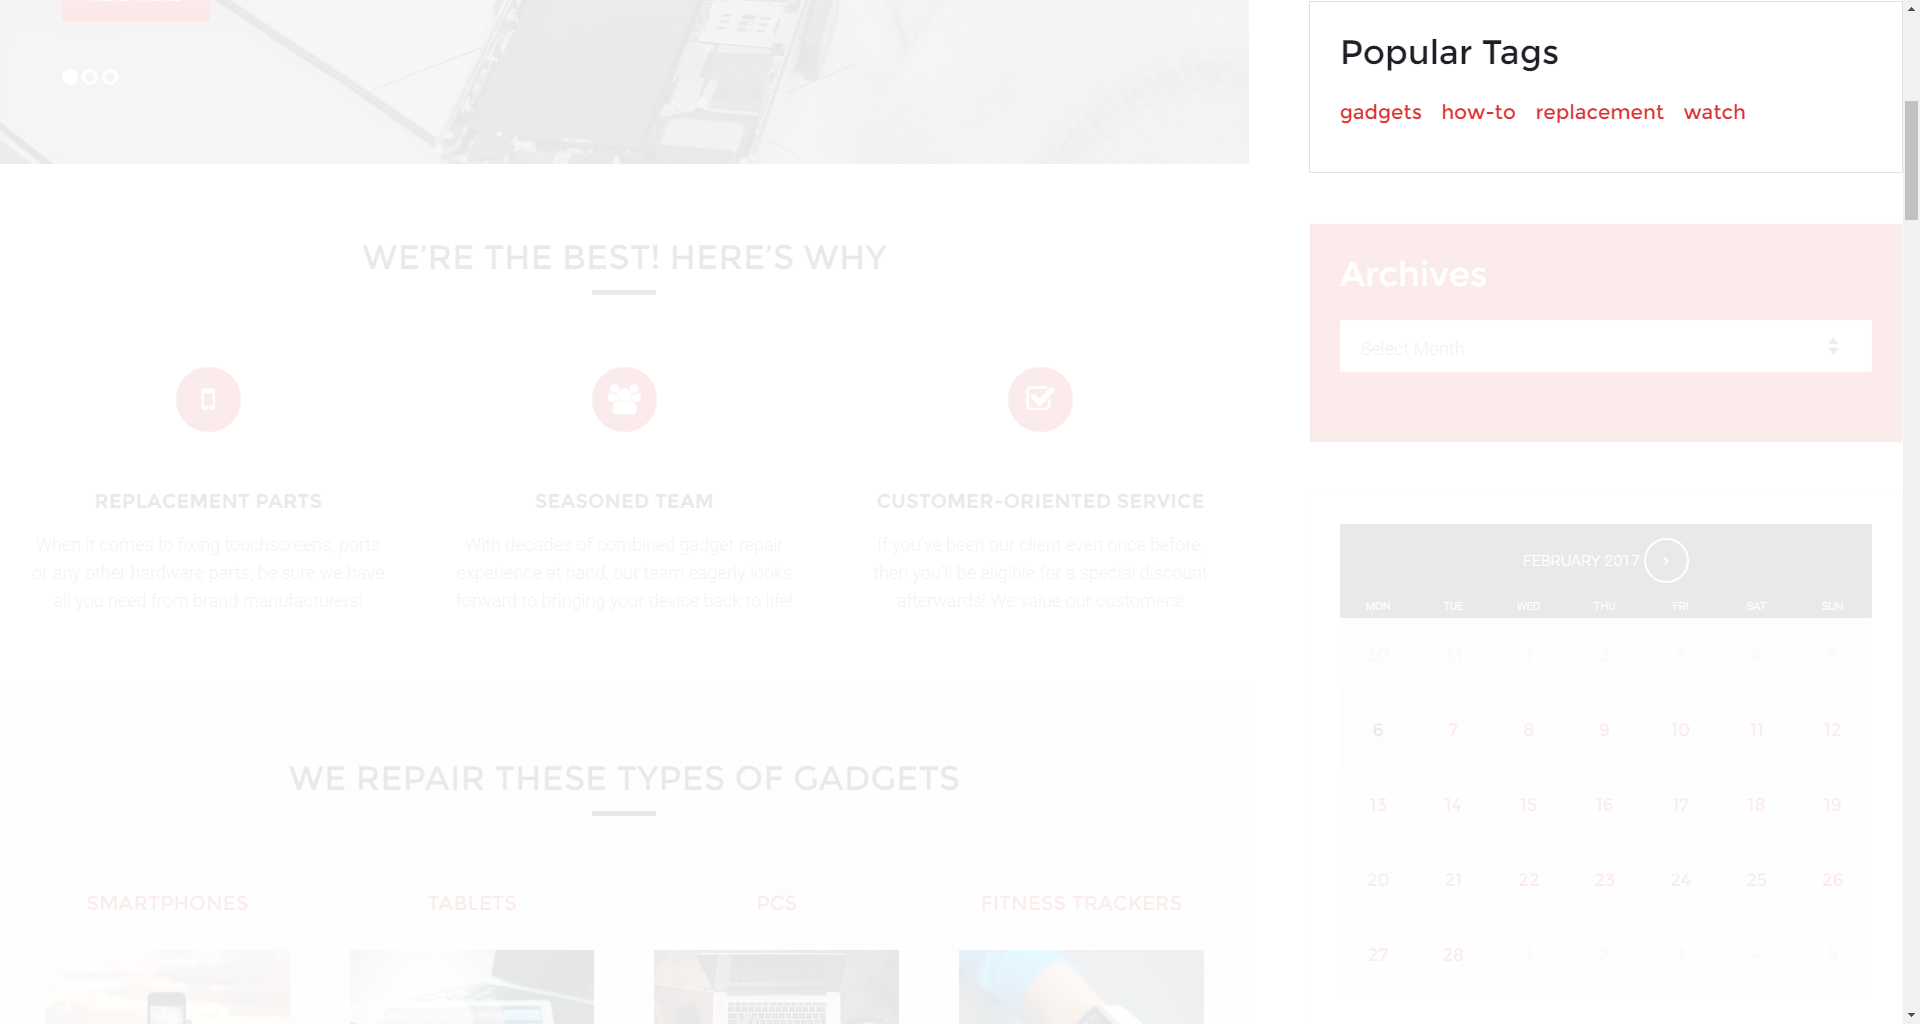 Popular Tags
gadgets how-to replacement watch
WE’RE THE BEST! HERE’S WHY
Archives
Select Month
REPLACEMENT PARTS
When it comes to fixing touchscreens, ports
or any other hardware parts, be sure we have
all you need from brand manufacturers!
SEASONED TEAM
With decades of combined gadget repair
experience at hand, our team eagerly looks
forward to bringing your device back to life!
CUSTOMER-ORIENTED SERVICE
If you’ve been our client even once before,
then you’ll be eligible for a special discount
afterwards! We value our customers!
FEBRUARY 2017
MON TUE WED THU FRI SAT SUN
30 31 1 2 3 4 5
6 7 8 9 10 11 12
13 14 15 16 17 18 19
20 21 22 23 24 25 26
27 28 1 2 3 4 5
WE REPAIR THESE TYPES OF GADGETS
SMARTPHONES TABLETS PCS FITNESS TRACKERS